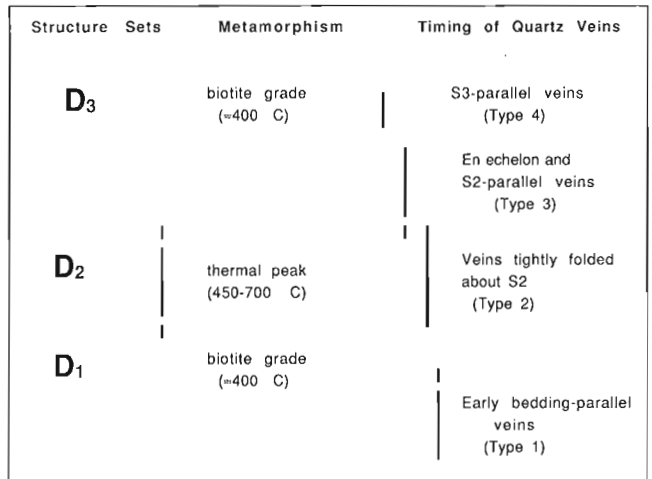 Structure Sets Metamorphism Timing of Quartz Veins
D3 biotite grade S3-parallel veins
(≈400 C) (Type 4)
En echelon and
S2-parallel veins
(Type 3)
D2 thermal peak Veins tightly folded
(450-700 C) about S2
(Type 2)
D1 biotite grade
(≈400 C)
Early bedding-parallel
veins
(Type 1)